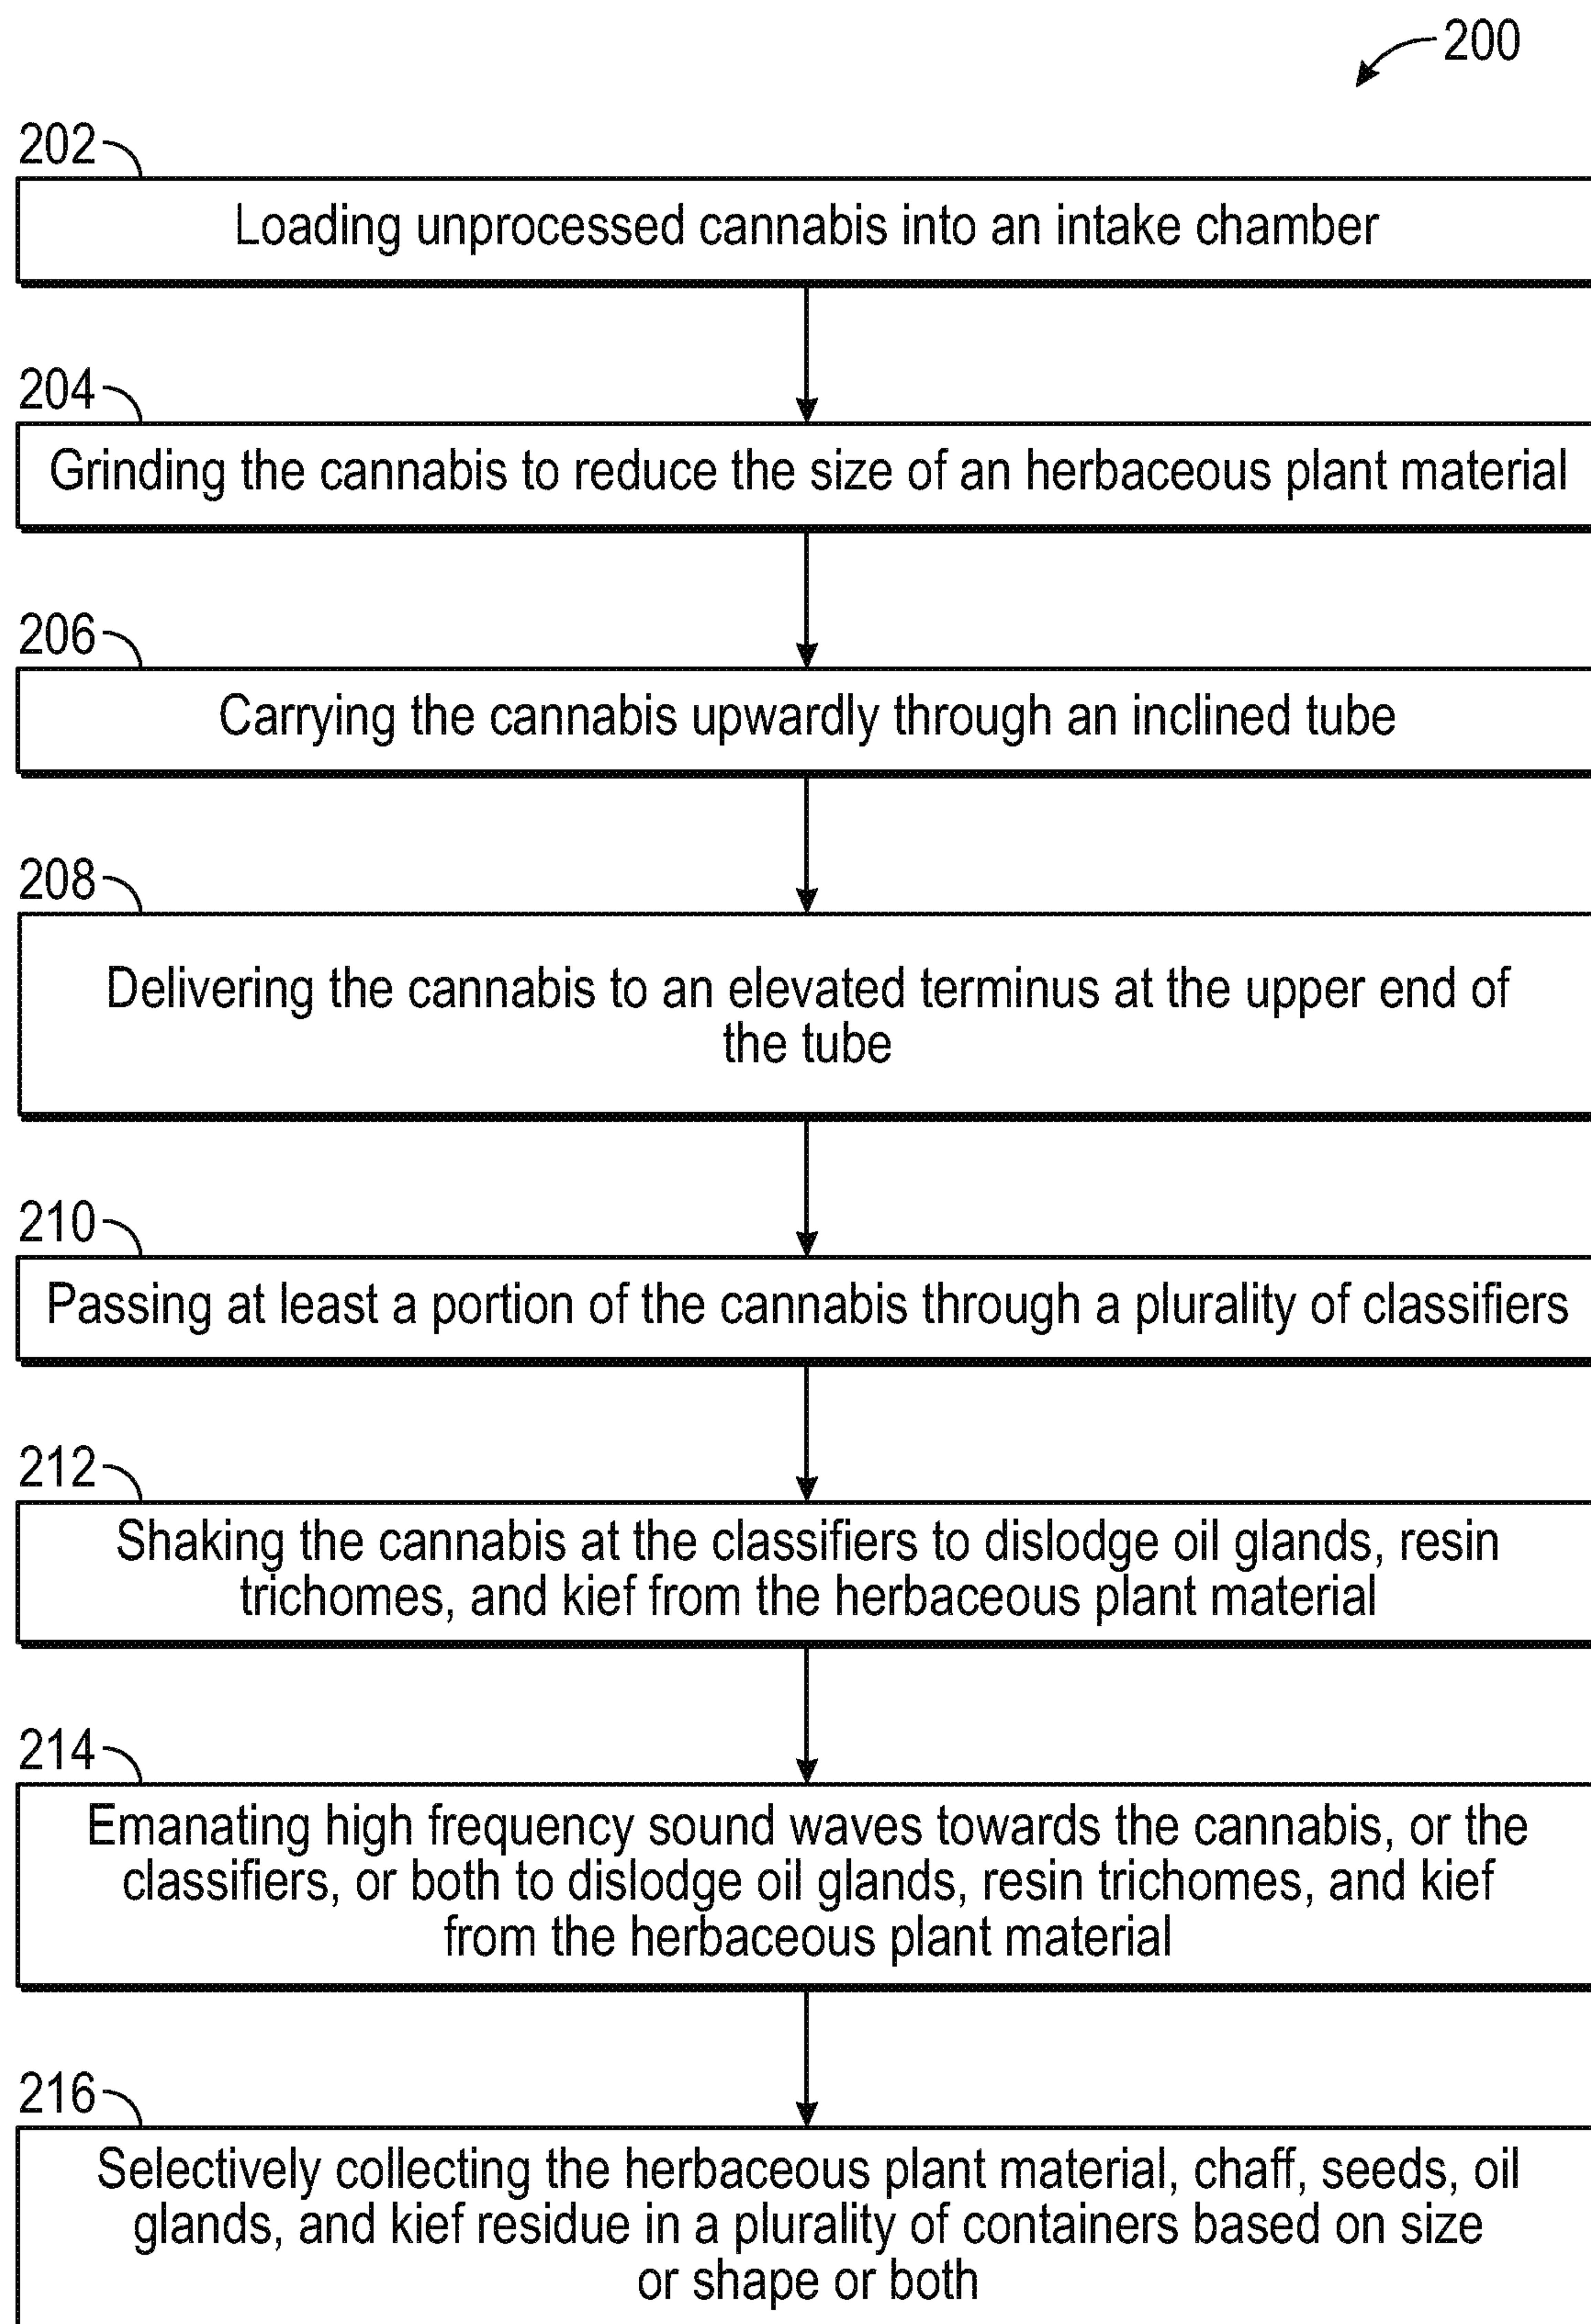 200
202
Loading unprocessed cannabis into an intake chamber
204
Grinding the cannabis to reduce the size of an herbaceous plant material
206
Carrying the cannabis upwardly through an inclined tube
208
Delivering the cannabis to an elevated terminus at the upper end of
the tube
210
Passing at least a portion of the cannabis through a plurality of classifiers
212
Shaking the cannabis at the classifiers to dislodge oil glands, resin
trichomes, and kief from the herbaceous plant material
214
Emanating high frequency sound waves towards the cannabis, or the
classifiers, or both to dislodge oil glands, resin trichomes, and kief
from the herbaceous plant material
216
Selectively collecting the herbaceous plant material, chaff, seeds, oil
glands, and kief residue in a plurality of containers based on size
or shape or both